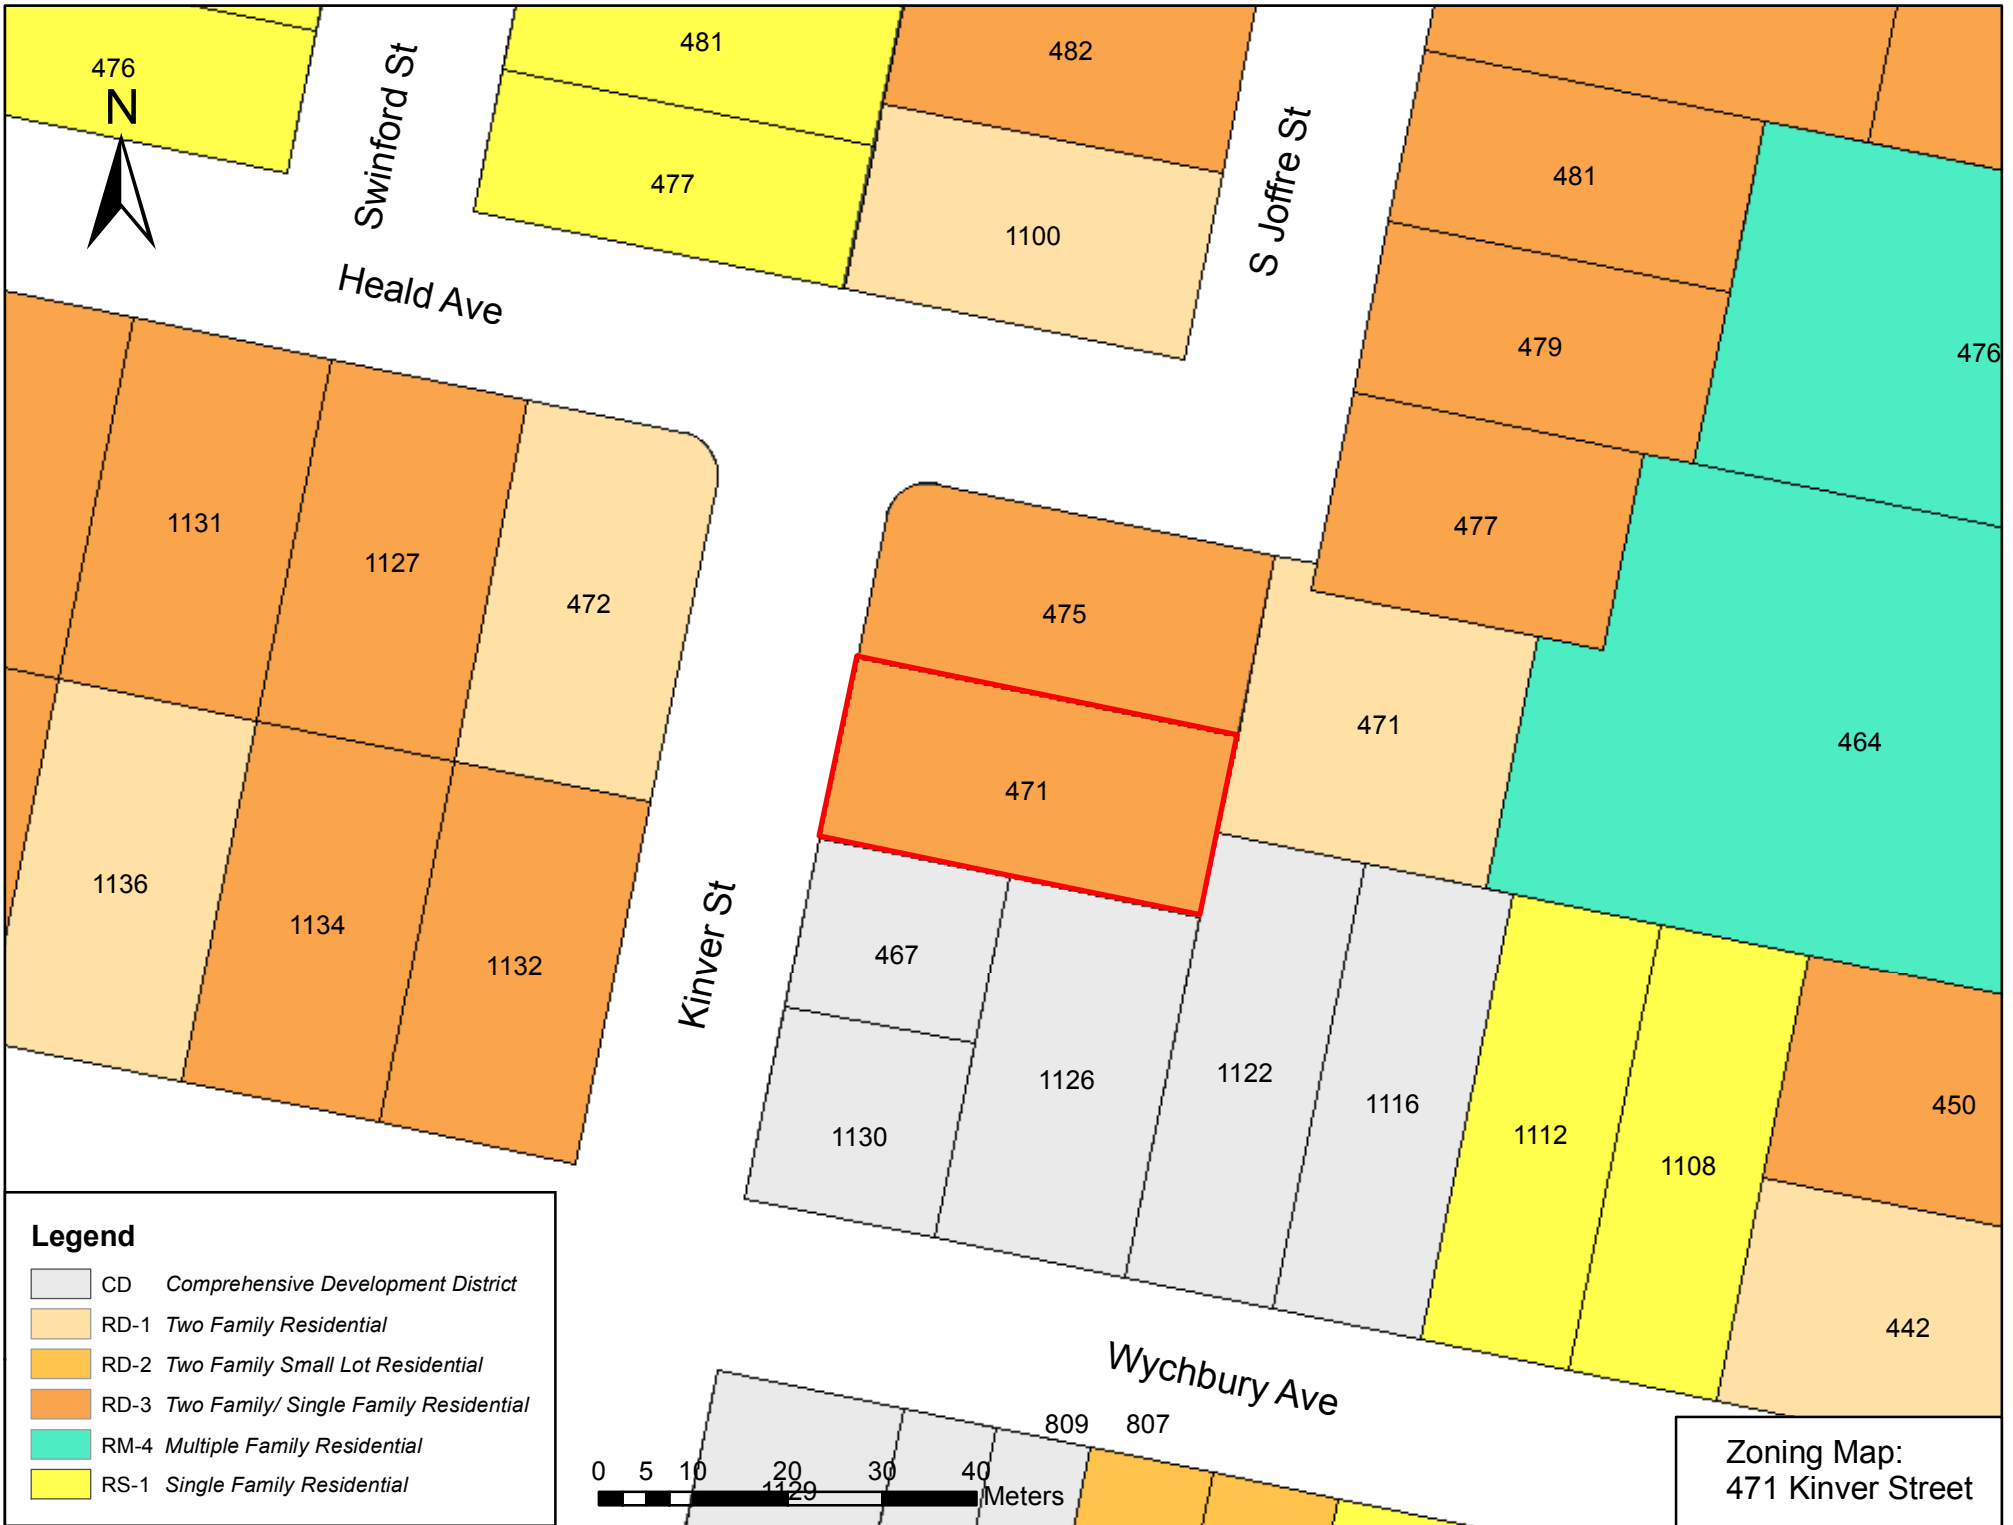 476
N
Swinford St
481
482
477
1100
S Joffre St
481
479
476
477
Heald Ave
1131
1127
472
475
471
471
464
1136
1134
1132
Kinver St
467
1130
1126
1122
1116
1112
1108
450
442
Wychbury Ave
809 807
1129
0 5 10 20 30 40
Meters
Legend
CD Comprehensive Development District
RD-1 Two Family Residential
RD-2 Two Family Small Lot Residential
RD-3 Two Family/ Single Family Residential
RM-4 Multiple Family Residential
RS-1 Single Family Residential
Zoning Map:
471 Kinver Street